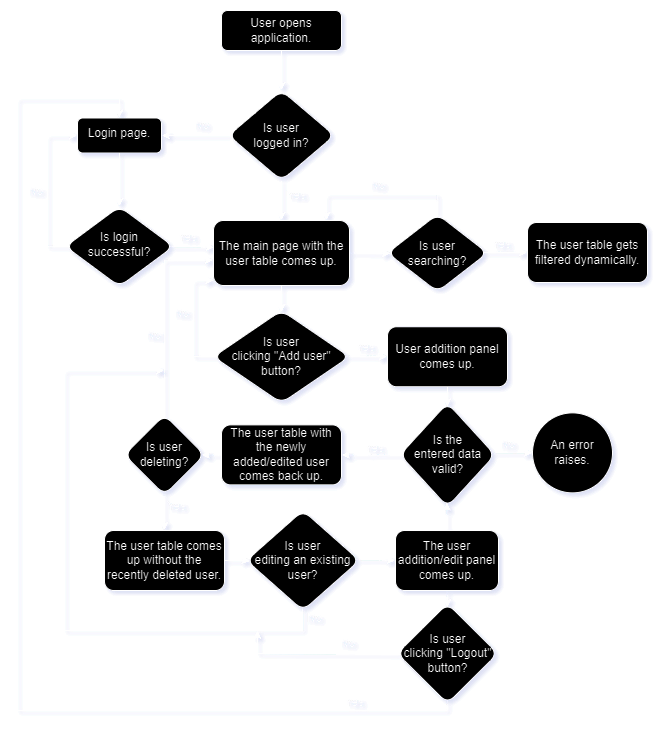 User opens
application.
Is user
logged in?
Login page.
Is login
successful?
The main page with the
user table comes up.
Is user
searching?
The user table gets
filtered dynamically.
Is user
clicking "Add user"
button?
User addition panel
comes up.
Is user
deleting?
The user table with
the newly
added/edited user
comes back up.
Is the
entered data
valid?
An error
raises.
The user table comes
up without the
recently deleted user.
Is user
editing an existing
user?
The user
addition/edit panel
comes up.
Is user
clicking "Logout"
button?